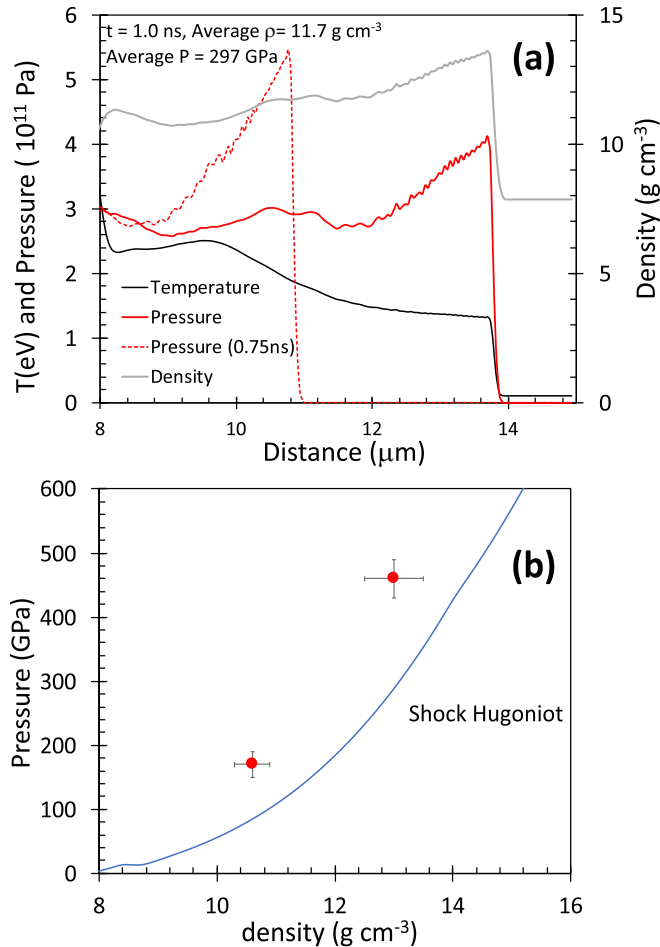 t = 1.0 ns, Average ρ= 11.7 g cm⁻³
Average P = 297 GPa
(a)
T(eV) and Pressure ( 10¹¹ Pa)
6
5
4
3
2
1
0
15
10
5
0
Density (g cm⁻³)
Temperature
Pressure
Pressure (0.75ns)
Density
8 10 12 14
Distance (μm)
(b)
Pressure (GPa)
600
500
400
300
200
100
0
Shock Hugoniot
8 10 12 14 16
density (g cm⁻³)